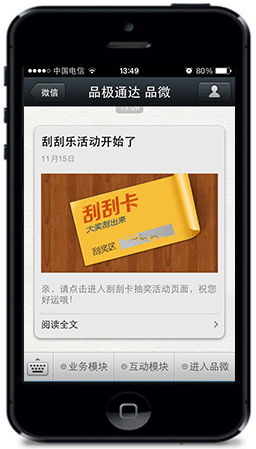 中国电信
13:49
80%
微信
品极通达 品微
刮刮乐活动开始了
11月15日
刮刮卡
大奖刮出来
刮奖区
亲，请点击进入刮刮卡抽奖活动页面，祝您
好运哦！
阅读全文
业务模块
互动模块
进入品微